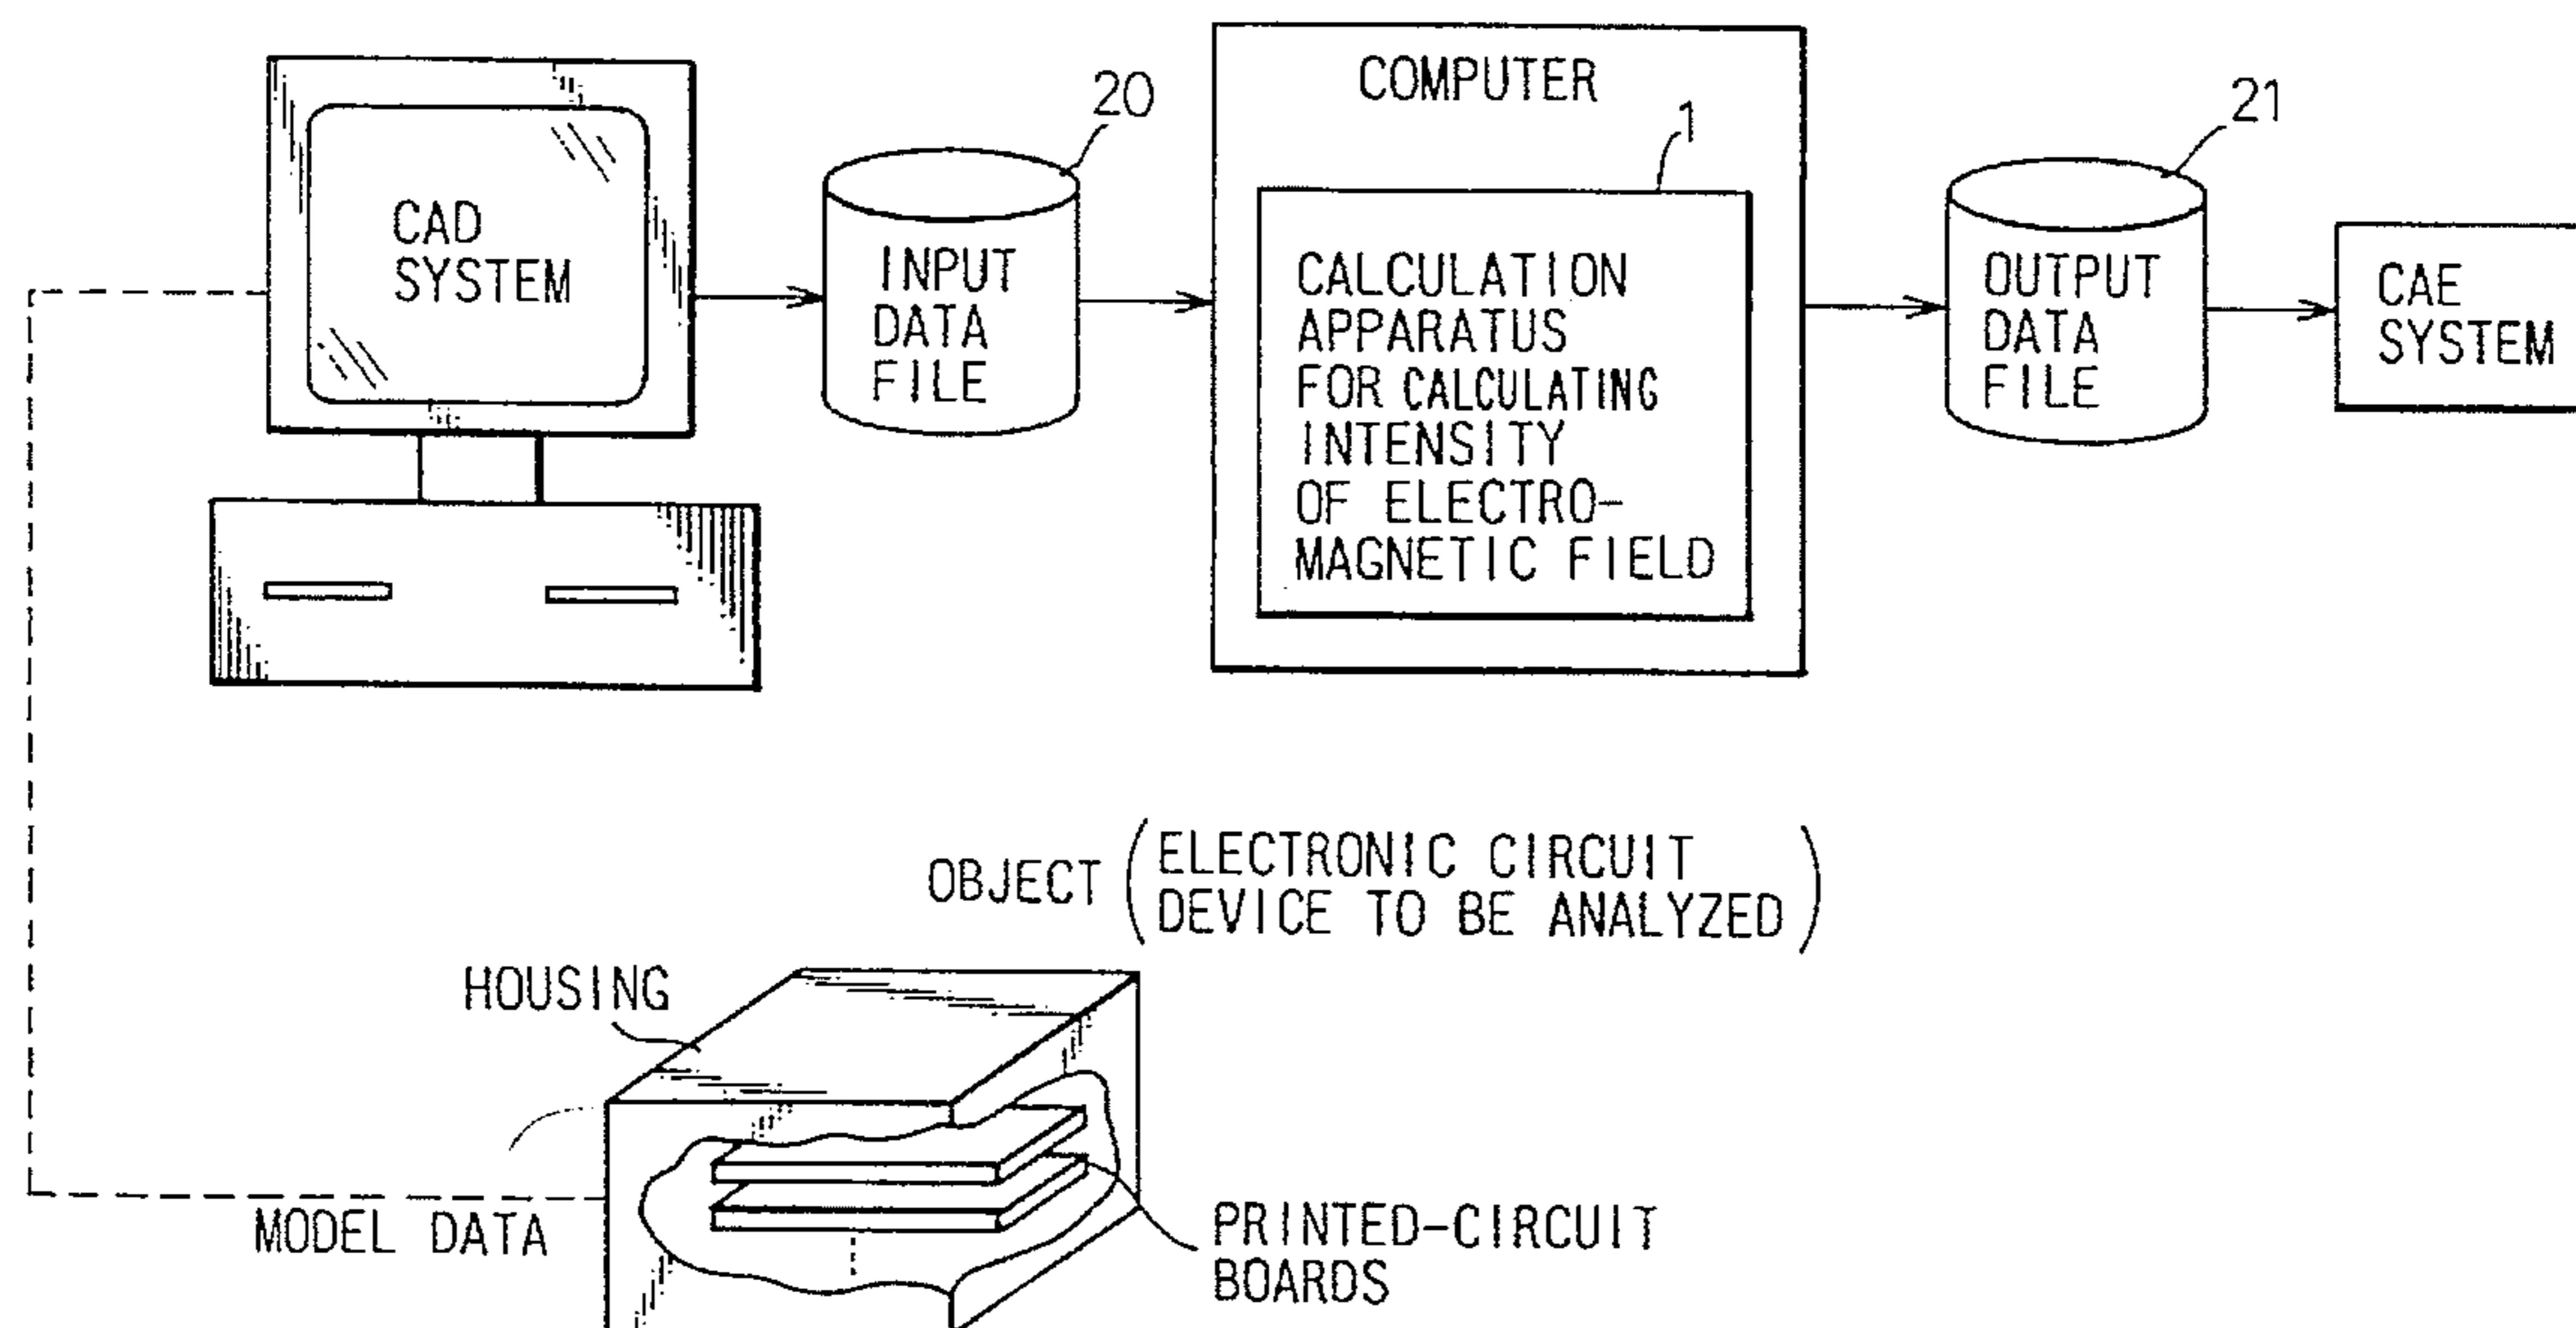 CAD
SYSTEM
20
INPUT
DATA
FILE
COMPUTER
1
CALCULATION
APPARATUS
FOR CALCULATING
INTENSITY
OF ELECTRO-
MAGNETIC FIELD
21
OUTPUT
DATA
FILE
CAE
SYSTEM
OBJECT (ELECTRONIC CIRCUIT
DEVICE TO BE ANALYZED)
HOUSING
MODEL DATA
PRINTED-CIRCUIT
BOARDS